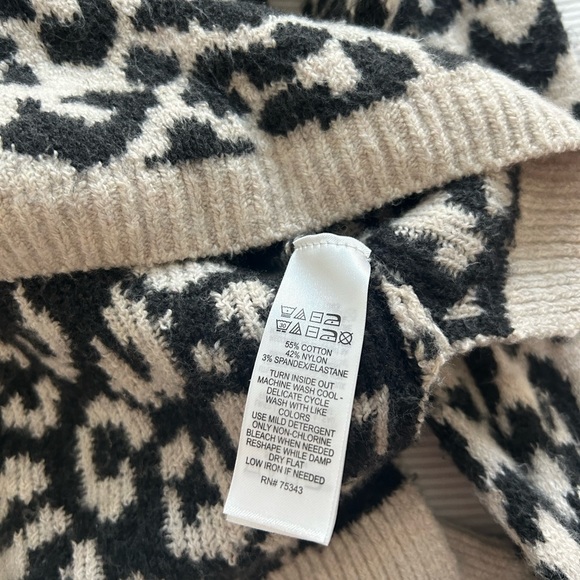 55% COTTON
42% NYLON
3% SPANDEX/ELASTANE
TURN INSIDE OUT
MACHINE WASH COOL -
DELICATE CYCLE
WASH WITH LIKE
COLORS
USE MILD DETERGENT
ONLY NON-CHLORINE
BLEACH WHEN NEEDED
RESHAPE WHILE DAMP
DRY FLAT
LOW IRON IF NEEDED
RN# 75343